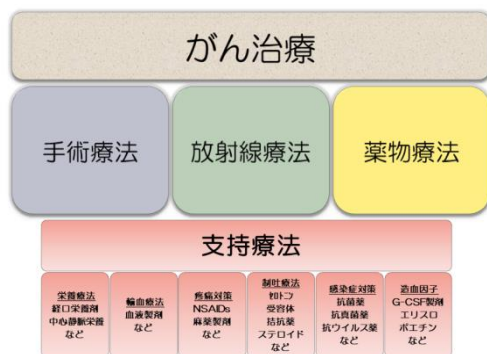 がん治療
手術療法
放射線療法
薬物療法
支持療法
栄養療法
経口栄養剤
中心静脈栄養
など
輸血療法
血液製剤
など
疼痛対策
NSAIDs
麻薬製剤
など
制吐療法
ｾﾛﾄﾆﾝ
受容体
拮抗薬
ステロイド
など
感染症対策
抗菌薬
抗真菌薬
抗ウイルス薬
など
造血因子
G-CSF製剤
エリスロ
ポエチン
など